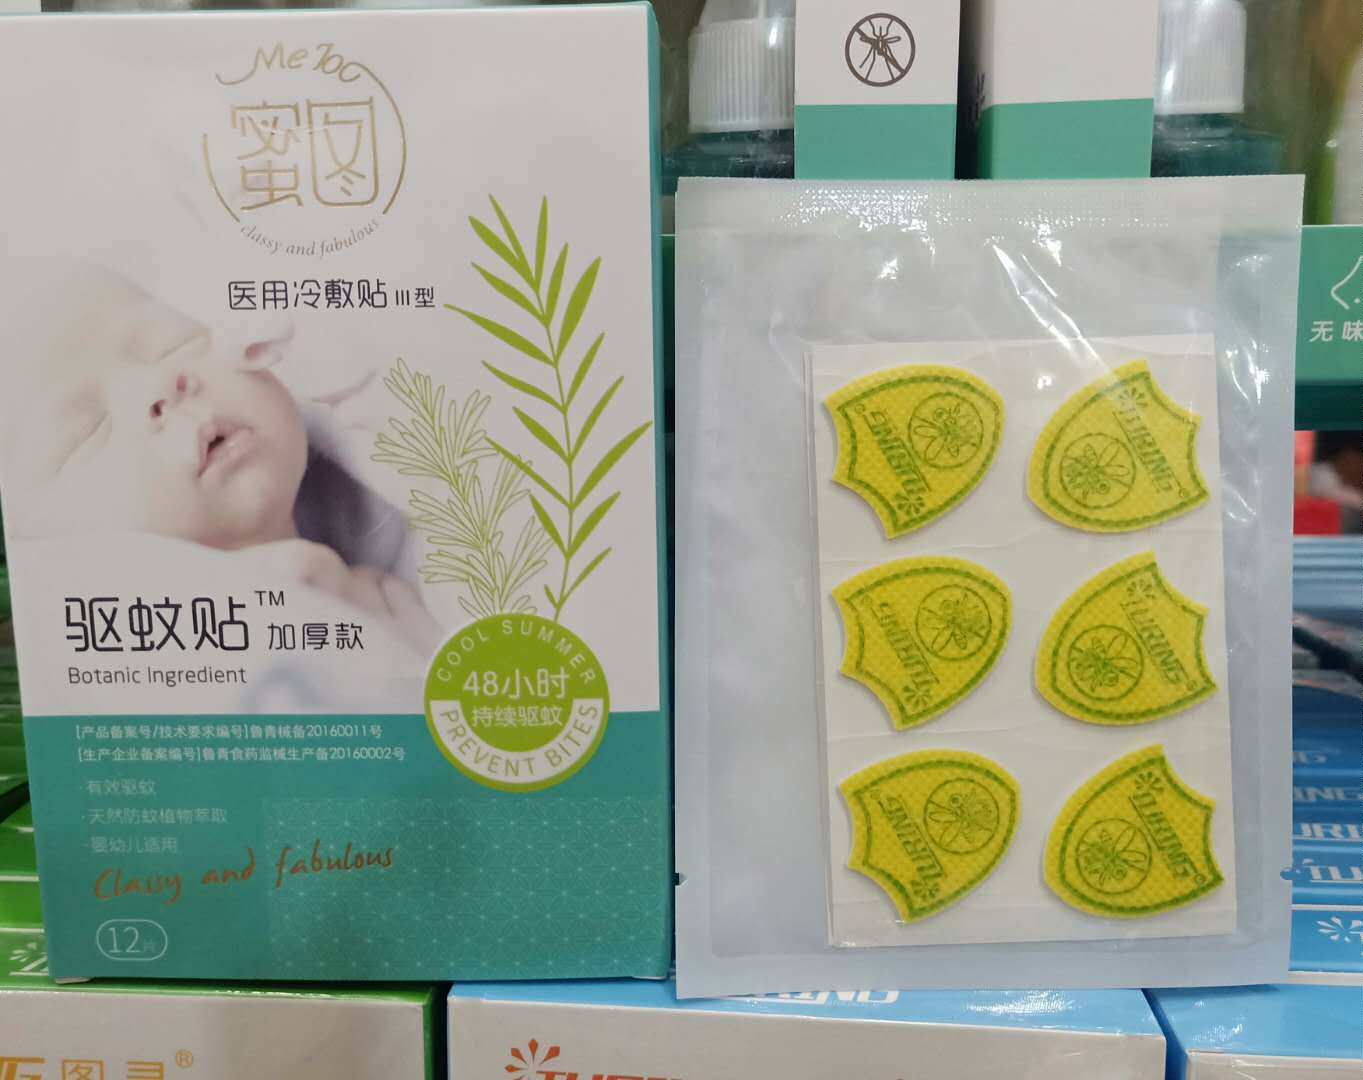 Me Too
蜜图
classy and fabulous
医用冷敷贴 III型
驱蚊贴™ 加厚款
Botanic Ingredient
COOL SUMMER
48小时
持续驱蚊
PREVENT BITES
[产品备案号/技术要求编号]鲁青械备20160011号
[生产企业备案编号]鲁青食药监械生产备20160002号
·有效驱蚊
·天然防蚊植物萃取
·婴幼儿适用
Classy and fabulous
12片
TURING
TURING
TURING
TURING
TURING
TURING
无味
图灵®